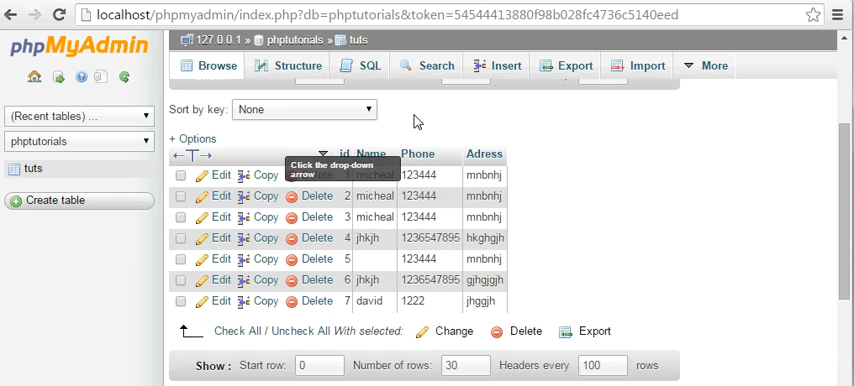 localhost/phpmyadmin/index.php?db=phptutorials&token=54544413880f98b028fc4736c5140eed
phpMyAdmin
127.0.0.1 » phptutorials » tuts
Browse Structure SQL Search Insert Export Import More
(Recent tables) ...
phptutorials
tuts
Create table
Sort by key: None
+ Options
←T→ id Name Phone Adress
Click the drop-down
arrow
Edit Copy 1 micheal 123444 mnbnhj
Edit Copy Delete 2 micheal 123444 mnbnhj
Edit Copy Delete 3 micheal 123444 mnbnhj
Edit Copy Delete 4 jhkjh 1236547895 hkghgjh
Edit Copy Delete 5 123444 mnbnhj
Edit Copy Delete 6 jhkjh 1236547895 gjhgjgjh
Edit Copy Delete 7 david 1222 jhggjh
Check All / Uncheck All With selected: Change Delete Export
Show : Start row: 0 Number of rows: 30 Headers every 100 rows